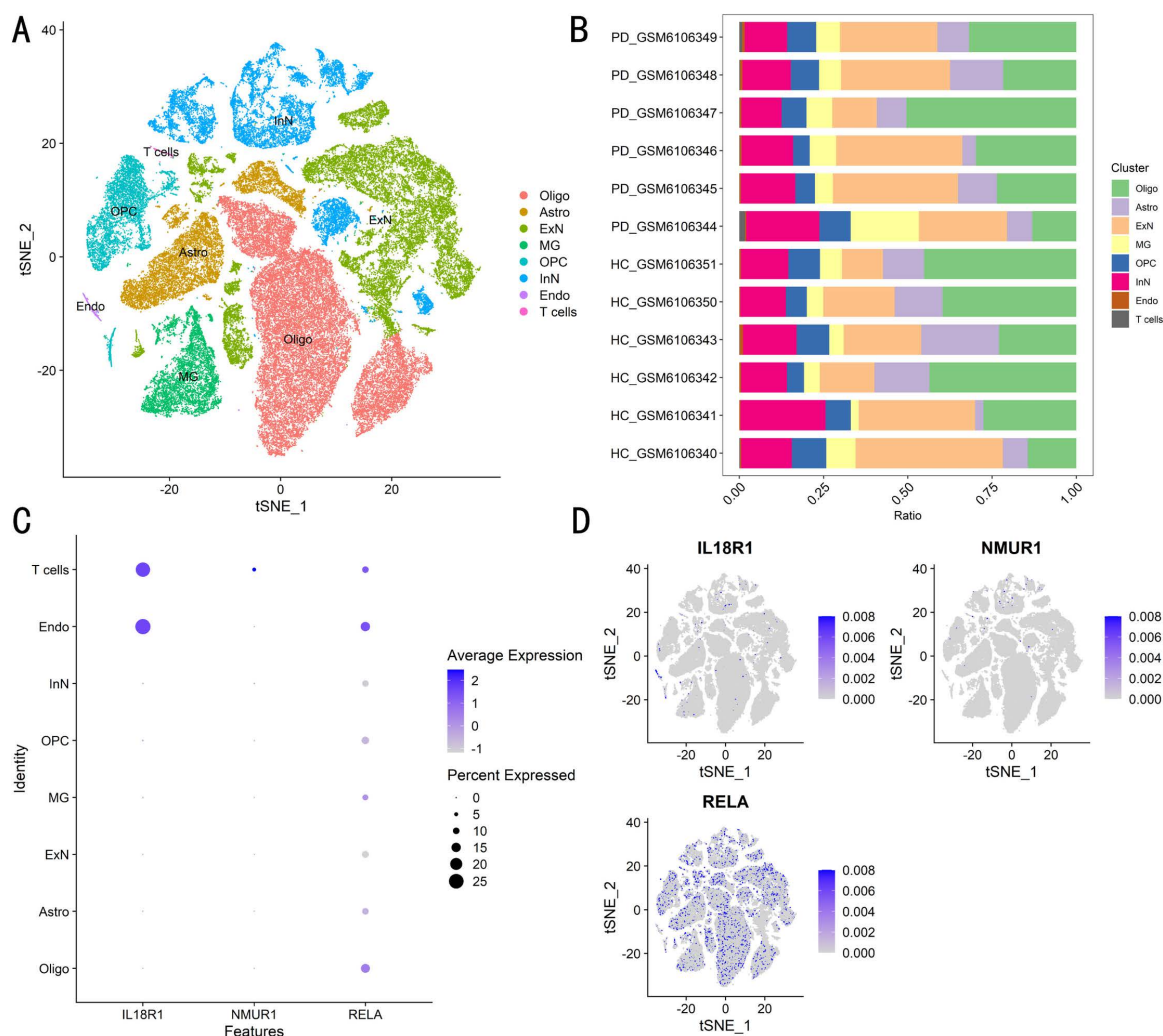 A
40
20
0
-20
tSNE_2
-20
0
20
tSNE_1
InN
T cells
OPC
ExN
Astro
Endo
Oligo
MG
Oligo
Astro
ExN
MG
OPC
InN
Endo
T cells
B
PD_GSM6106349
PD_GSM6106348
PD_GSM6106347
PD_GSM6106346
PD_GSM6106345
PD_GSM6106344
HC_GSM6106351
HC_GSM6106350
HC_GSM6106343
HC_GSM6106342
HC_GSM6106341
HC_GSM6106340
0.00
0.25
0.50
0.75
1.00
Ratio
Cluster
Oligo
Astro
ExN
MG
OPC
InN
Endo
T cells
C
T cells
Endo
InN
OPC
MG
ExN
Astro
Oligo
Identity
IL18R1
NMUR1
RELA
Features
Average Expression
2
1
0
-1
Percent Expressed
0
5
10
15
20
25
D
IL18R1
40
20
0
-20
tSNE_2
-20
0
20
tSNE_1
0.008
0.006
0.004
0.002
0.000
NMUR1
40
20
0
-20
tSNE_2
-20
0
20
tSNE_1
0.008
0.006
0.004
0.002
0.000
RELA
40
20
0
-20
tSNE_2
-20
0
20
tSNE_1
0.008
0.006
0.004
0.002
0.000